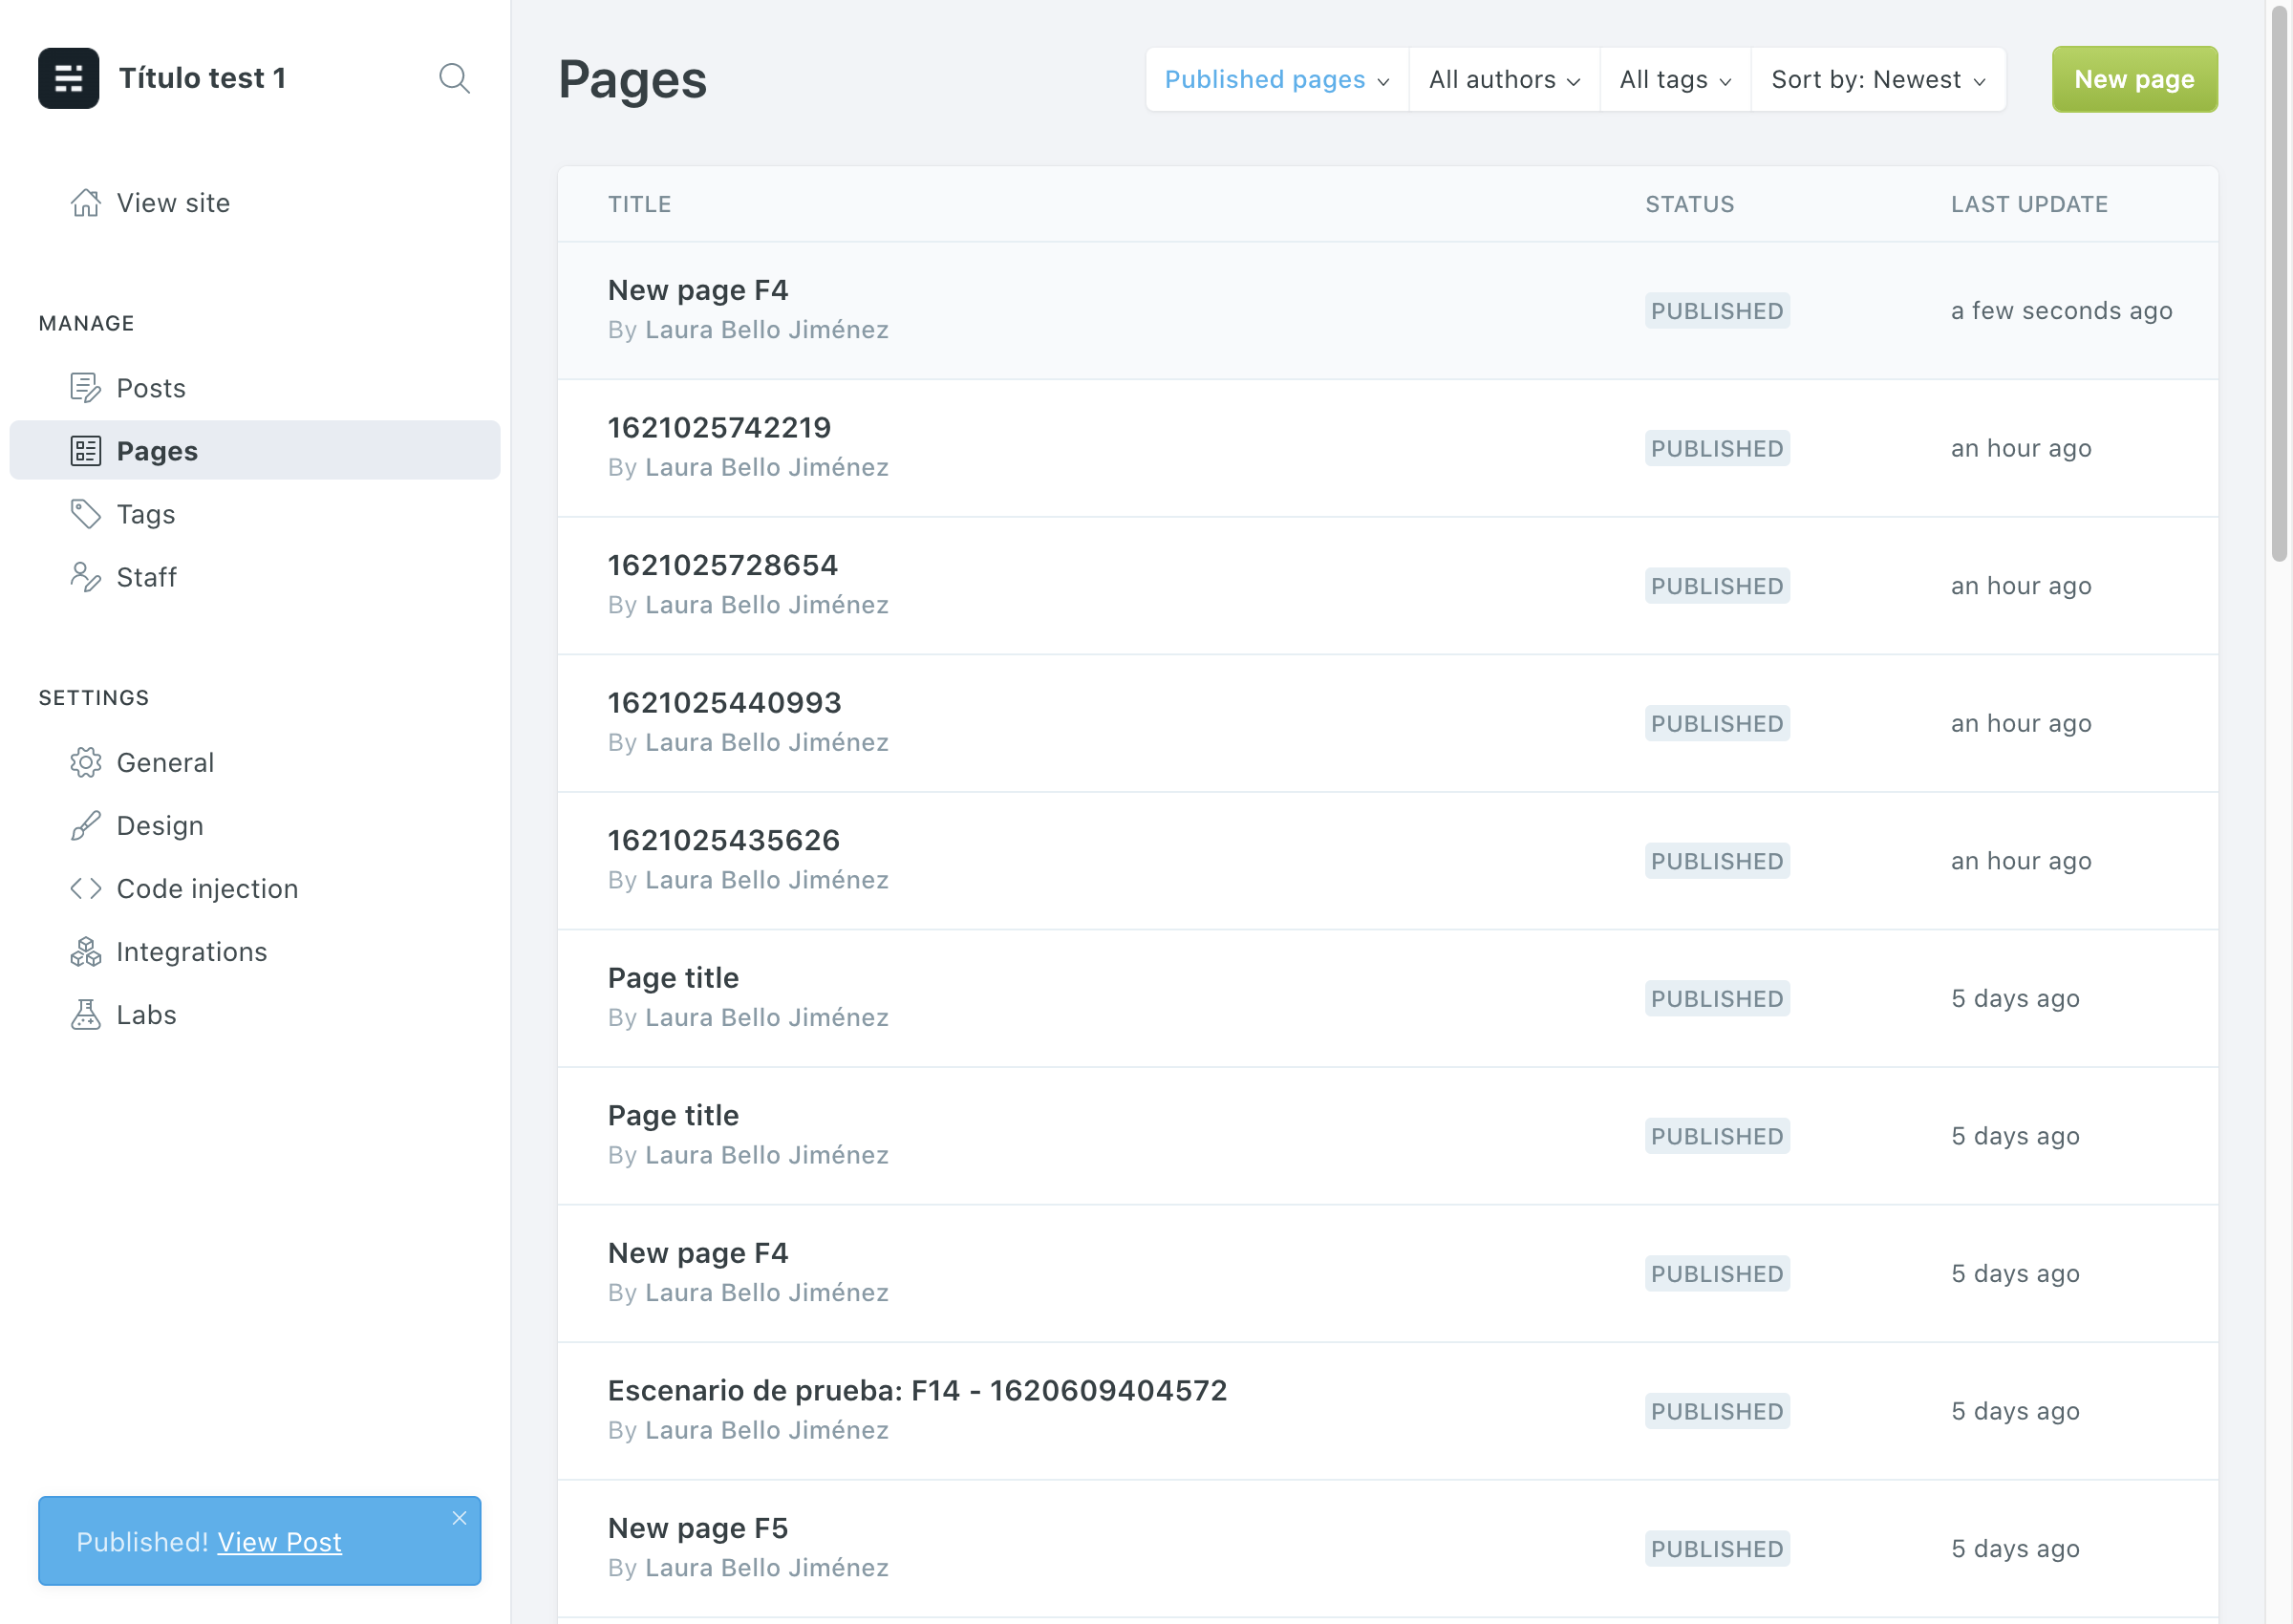 Título test 1
View site
MANAGE
Posts
Pages
Tags
Staff
SETTINGS
General
Design
Code injection
Integrations
Labs
Published! View Post
Pages
Published pages
All authors
All tags
Sort by: Newest
New page
TITLE STATUS LAST UPDATE
New page F4
By Laura Bello Jiménez
PUBLISHED
a few seconds ago
1621025742219
By Laura Bello Jiménez
PUBLISHED
an hour ago
1621025728654
By Laura Bello Jiménez
PUBLISHED
an hour ago
1621025440993
By Laura Bello Jiménez
PUBLISHED
an hour ago
1621025435626
By Laura Bello Jiménez
PUBLISHED
an hour ago
Page title
By Laura Bello Jiménez
PUBLISHED
5 days ago
Page title
By Laura Bello Jiménez
PUBLISHED
5 days ago
New page F4
By Laura Bello Jiménez
PUBLISHED
5 days ago
Escenario de prueba: F14 - 1620609404572
By Laura Bello Jiménez
PUBLISHED
5 days ago
New page F5
By Laura Bello Jiménez
PUBLISHED
5 days ago